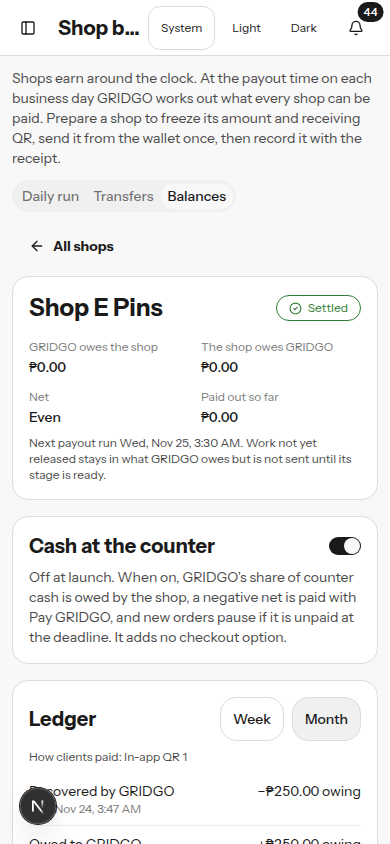 Shop b...
System
Light
Dark
44
Shops earn around the clock. At the payout time on each
business day GRIDGO works out what every shop can be
paid. Prepare a shop to freeze its amount and receiving
QR, send it from the wallet once, then record it with the
receipt.
Daily run
Transfers
Balances
All shops
Shop E Pins
Settled
GRIDGO owes the shop
The shop owes GRIDGO
₱0.00
₱0.00
Net
Paid out so far
Even
₱0.00
Next payout run Wed, Nov 25, 3:30 AM. Work not yet
released stays in what GRIDGO owes but is not sent until its
stage is ready.
Cash at the counter
Off at launch. When on, GRIDGO's share of counter
cash is owed by the shop, a negative net is paid with
Pay GRIDGO, and new orders pause if it is unpaid at
the deadline. It adds no checkout option.
Ledger
Week
Month
How clients paid: In-app QR 1
by GRIDGO
−₱250.00 owing
N
Nov 24, 3:47 AM
Owed to GRIDGO
+₱250.00 owing